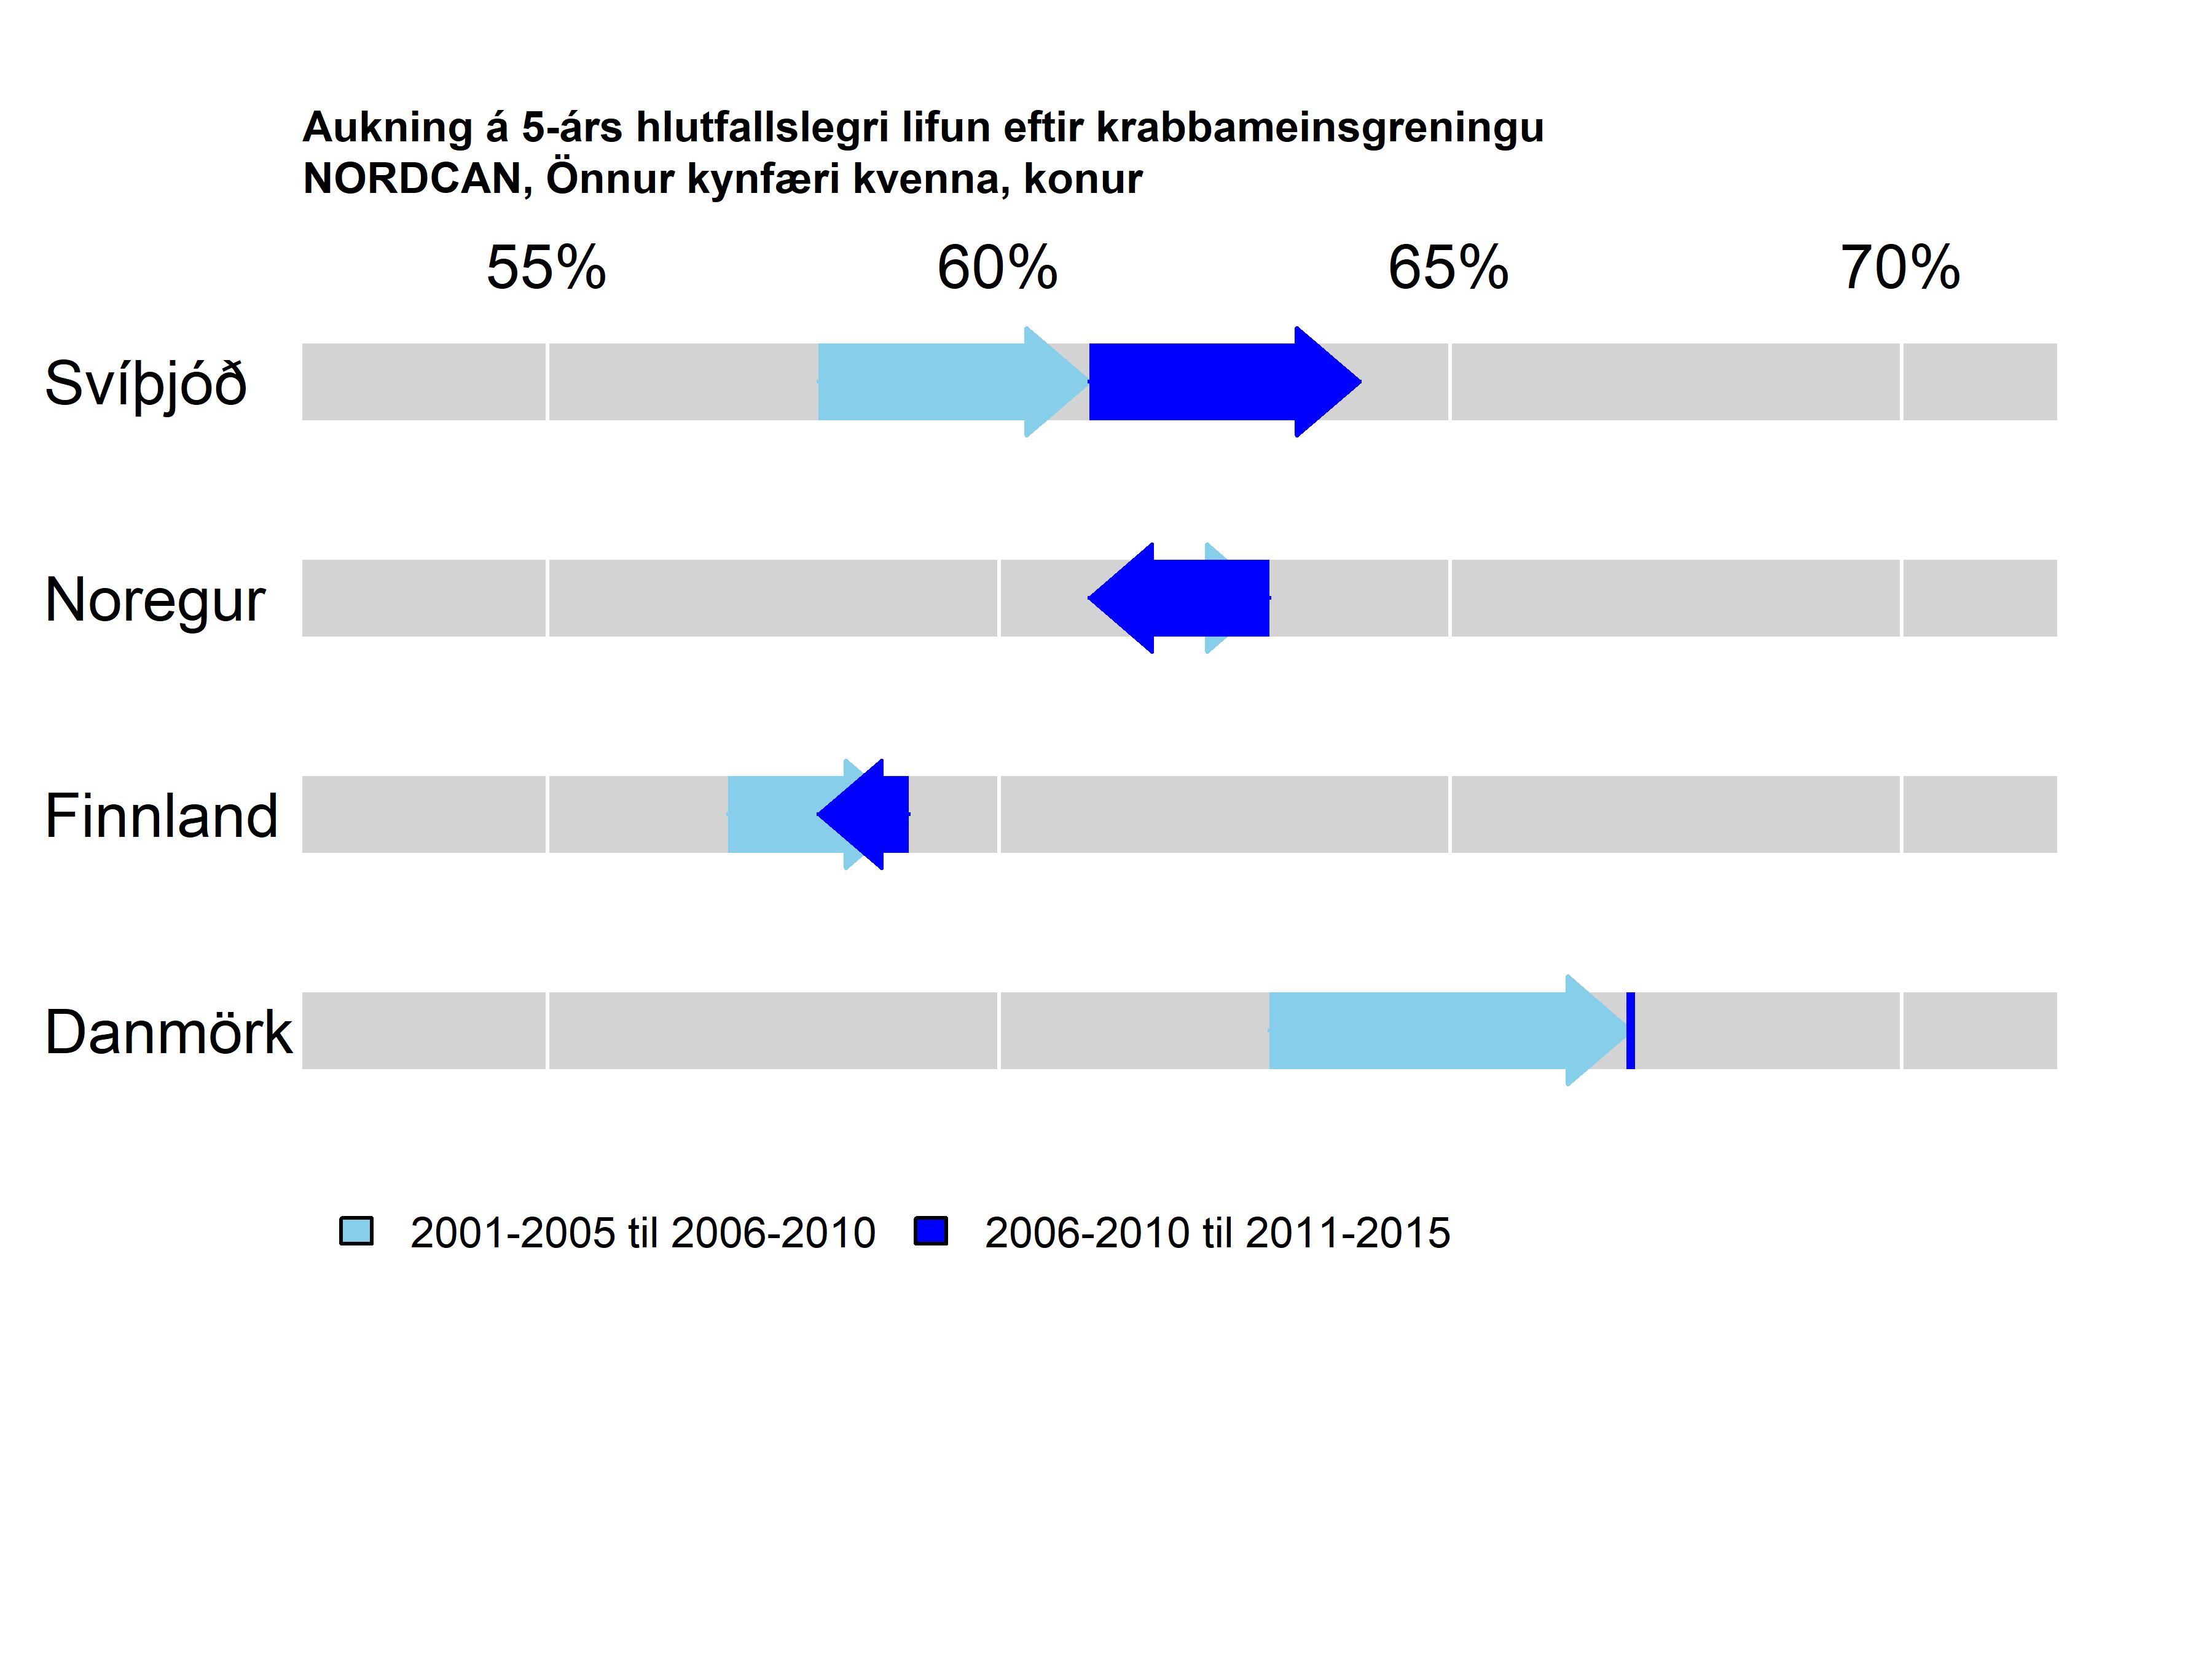 Aukning á 5-árs hlutfallslegri lifun eftir krabbameinsgreningu
NORDCAN, Önnur kynfæri kvenna, konur
55% 60% 65% 70%
Svíþjóð
Noregur
Finnland
Danmörk
2001-2005 til 2006-2010 2006-2010 til 2011-2015